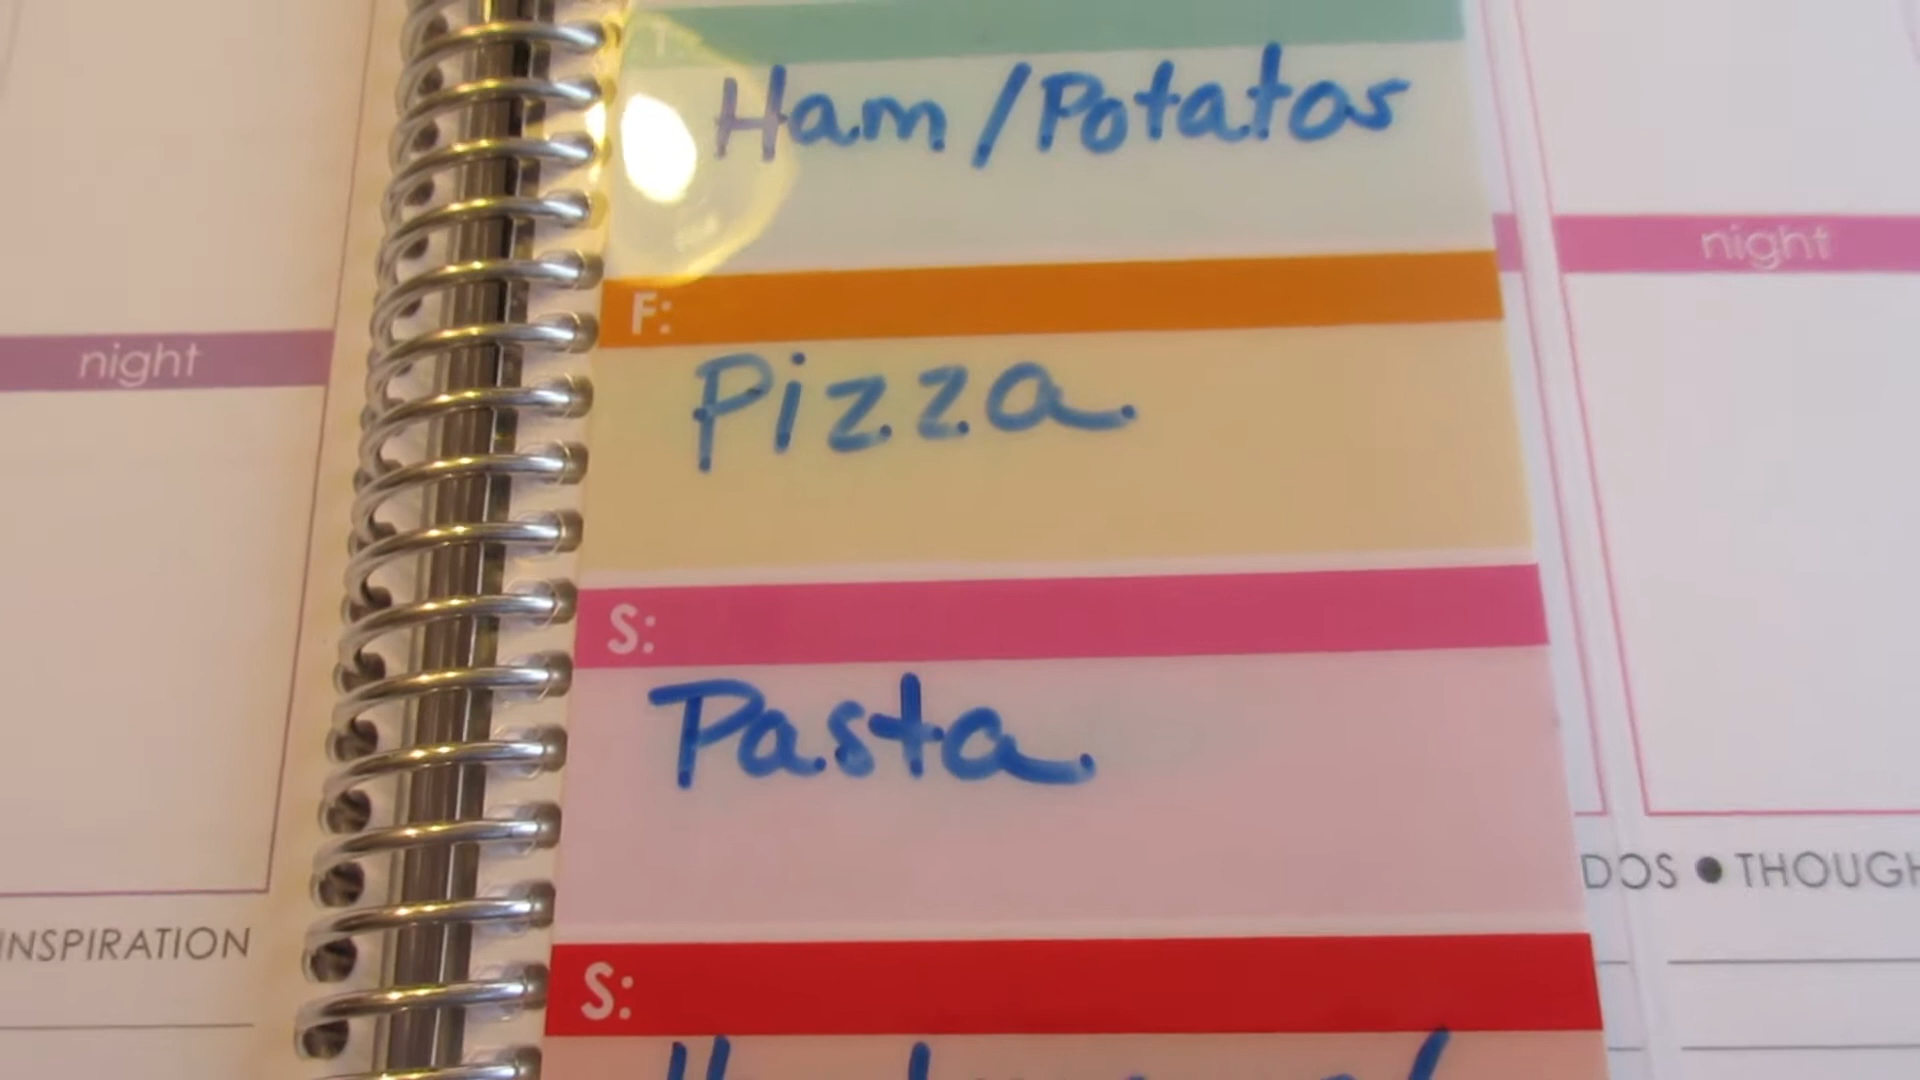 T:
Ham/Potatos
night
F:
night
Pizza
S:
Pasta
DOS • THOUGH
INSPIRATION
S: